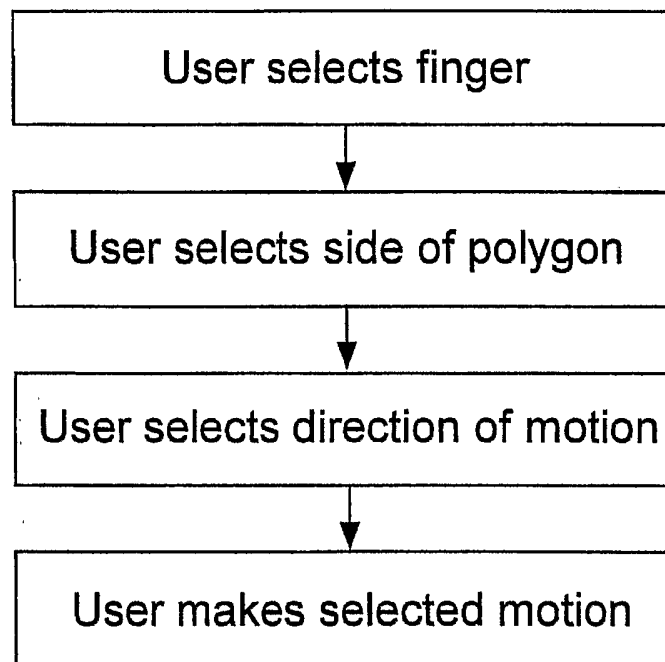 User selects finger
User selects side of polygon
User selects direction of motion
User makes selected motion